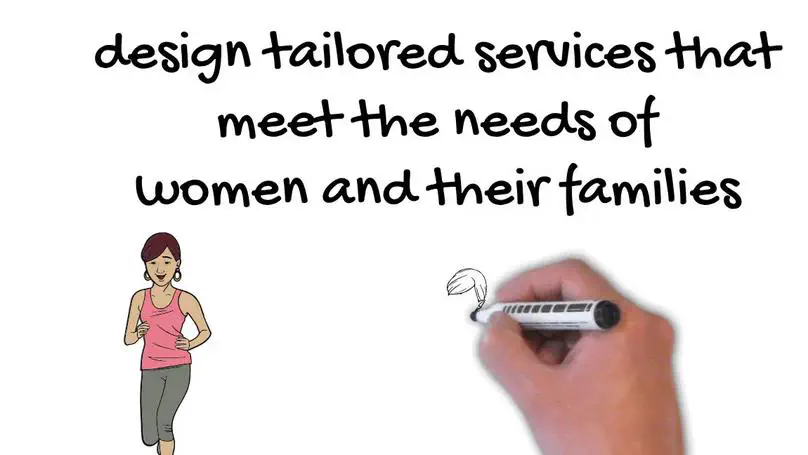 design tailored services that
meet the needs of
women and their families